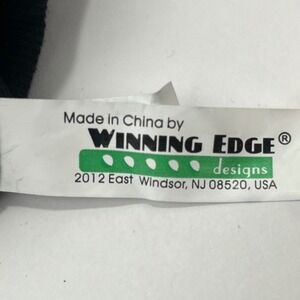 Made in China by
WINNING EDGE®
designs
2012 East Windsor, NJ 08520, USA